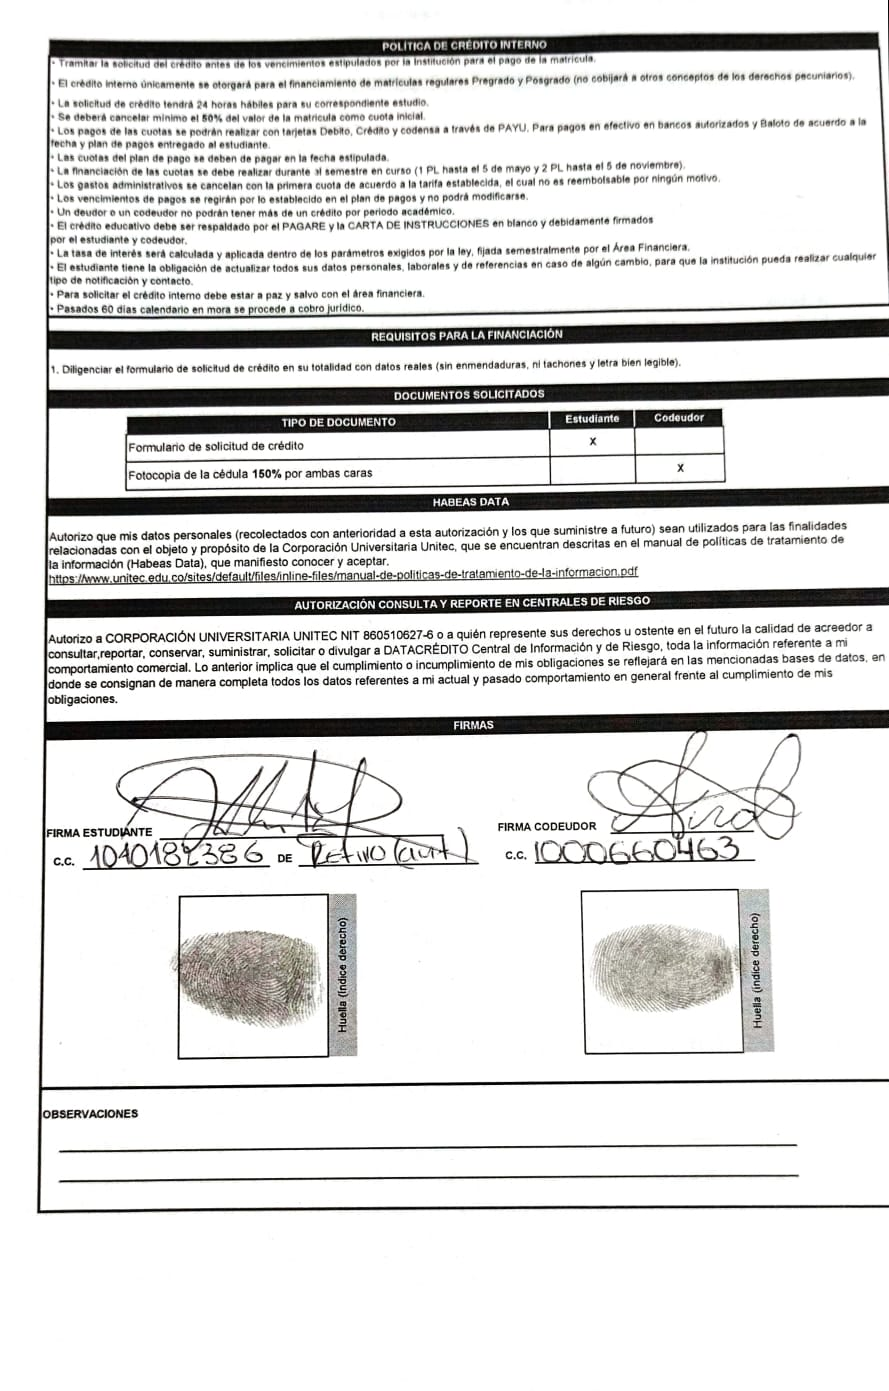 POLÍTICA DE CRÉDITO INTERNO
• Tramitar la solicitud del crédito antes de los vencimientos estipulados por la Institución para el pago de la matrícula.
• El crédito interno únicamente se otorgará para el financiamiento de matrículas regulares Pregrado y Posgrado (no cobijará a otros conceptos de los derechos pecuniarios).
• La solicitud de crédito tendrá 24 horas hábiles para su correspondiente estudio.
• Se deberá cancelar mínimo el 50% del valor de la matrícula como cuota inicial.
• Los pagos de las cuotas se podrán realizar con tarjetas Debito, Crédito y codensa a través de PAYU, Para pagos en efectivo en bancos autorizados y Baloto de acuerdo a la
fecha y plan de pagos entregado al estudiante.
• Las cuotas del plan de pago se deben de pagar en la fecha estipulada.
• La financiación de las cuotas se debe realizar durante el semestre en curso (1 PL hasta el 5 de mayo y 2 PL hasta el 5 de noviembre).
• Los gastos administrativos se cancelan con la primera cuota de acuerdo a la tarifa establecida, el cual no es reembolsable por ningún motivo.
• Los vencimientos de pagos se regirán por lo establecido en el plan de pagos y no podrá modificarse.
• Un deudor o un codeudor no podrán tener más de un crédito por periodo académico.
• El crédito educativo debe ser respaldado por el PAGARE y la CARTA DE INSTRUCCIONES en blanco y debidamente firmados
por el estudiante y codeudor.
• La tasa de interés será calculada y aplicada dentro de los parámetros exigidos por la ley, fijada semestralmente por el Área Financiera.
• El estudiante tiene la obligación de actualizar todos sus datos personales, laborales y de referencias en caso de algún cambio, para que la institución pueda realizar cualquier
tipo de notificación y contacto.
• Para solicitar el crédito interno debe estar a paz y salvo con el área financiera.
• Pasados 60 días calendario en mora se procede a cobro jurídico.
REQUISITOS PARA LA FINANCIACIÓN
1. Diligenciar el formulario de solicitud de crédito en su totalidad con datos reales (sin enmendaduras, ni tachones y letra bien legible).
DOCUMENTOS SOLICITADOS
TIPO DE DOCUMENTO Estudiante Codeudor
Formulario de solicitud de crédito X
Fotocopia de la cédula 150% por ambas caras X
HABEAS DATA
Autorizo que mis datos personales (recolectados con anterioridad a esta autorización y los que suministre a futuro) sean utilizados para las finalidades
relacionadas con el objeto y propósito de la Corporación Universitaria Unitec, que se encuentran descritas en el manual de políticas de tratamiento de
la información (Habeas Data), que manifiesto conocer y aceptar.
https://www.unitec.edu.co/sites/default/files/inline-files/manual-de-politicas-de-tratamiento-de-la-informacion.pdf
AUTORIZACIÓN CONSULTA Y REPORTE EN CENTRALES DE RIESGO
Autorizo a CORPORACIÓN UNIVERSITARIA UNITEC NIT 860510627-6 o a quién represente sus derechos u ostente en el futuro la calidad de acreedor a
consultar,reportar, conservar, suministrar, solicitar o divulgar a DATACRÉDITO Central de Información y de Riesgo, toda la información referente a mi
comportamiento comercial. Lo anterior implica que el cumplimiento o incumplimiento de mis obligaciones se reflejará en las mencionadas bases de datos, en
donde se consignan de manera completa todos los datos referentes a mi actual y pasado comportamiento en general frente al cumplimiento de mis
obligaciones.
FIRMAS
FIRMA ESTUDIANTE FIRMA CODEUDOR
C.C. 1040182386 DE RETIRO C.C. 1000660463
Huella (índice derecho) Huella (índice derecho)
OBSERVACIONES